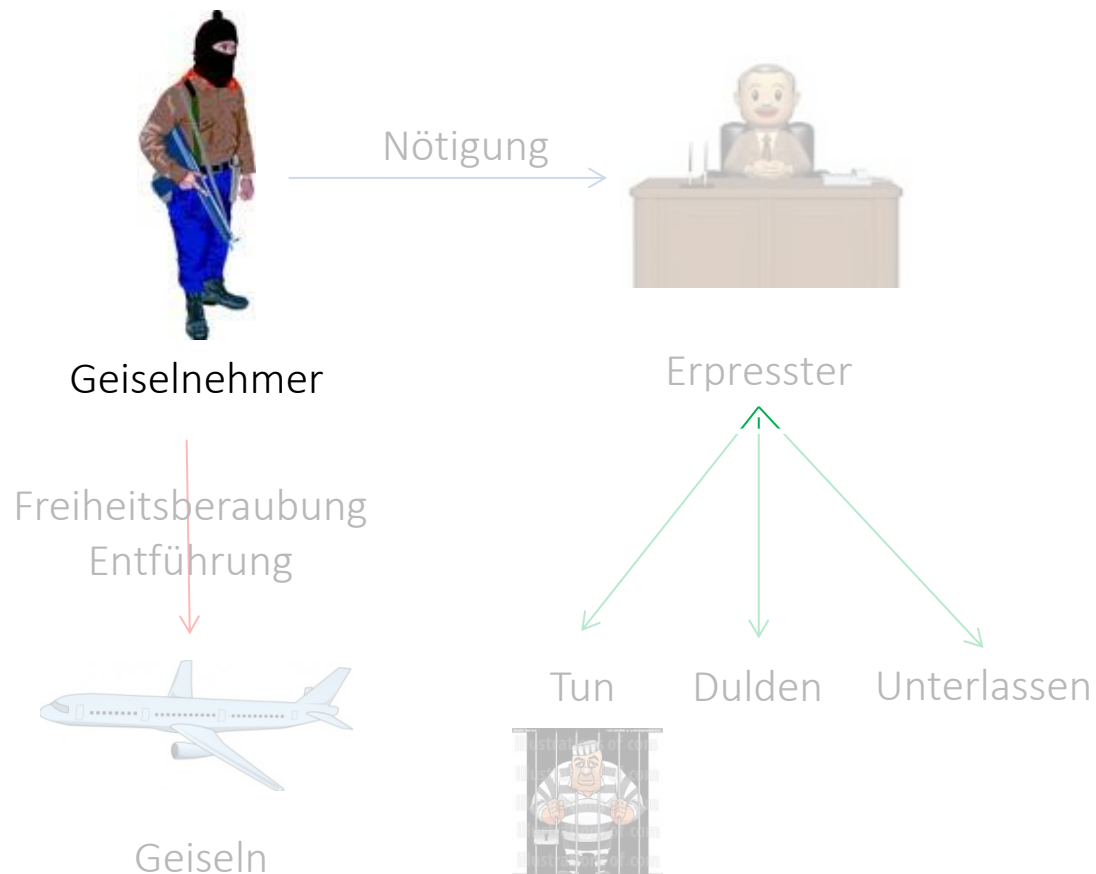 Nötigung
Geiselnehmer
Erpresster
Freiheitsberaubung
Entführung
Tun
Dulden
Unterlassen
Geiseln